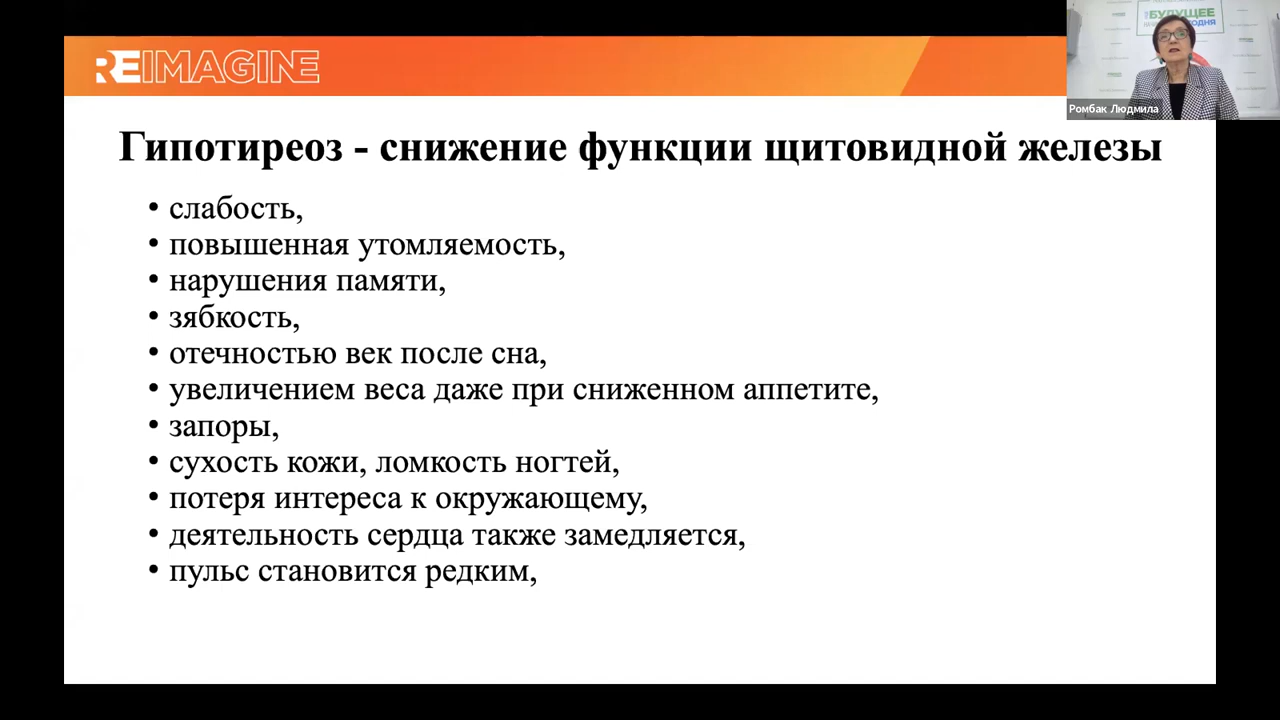 REIMAGINE
БУДУЩЕЕ
Ромбак Людмила
Гипотиреоз - снижение функции щитовидной железы
• слабость,
• повышенная утомляемость,
• нарушения памяти,
• зябкость,
• отечностью век после сна,
• увеличением веса даже при сниженном аппетите,
• запоры,
• сухость кожи, ломкость ногтей,
• потеря интереса к окружающему,
• деятельность сердца также замедляется,
• пульс становится редким,